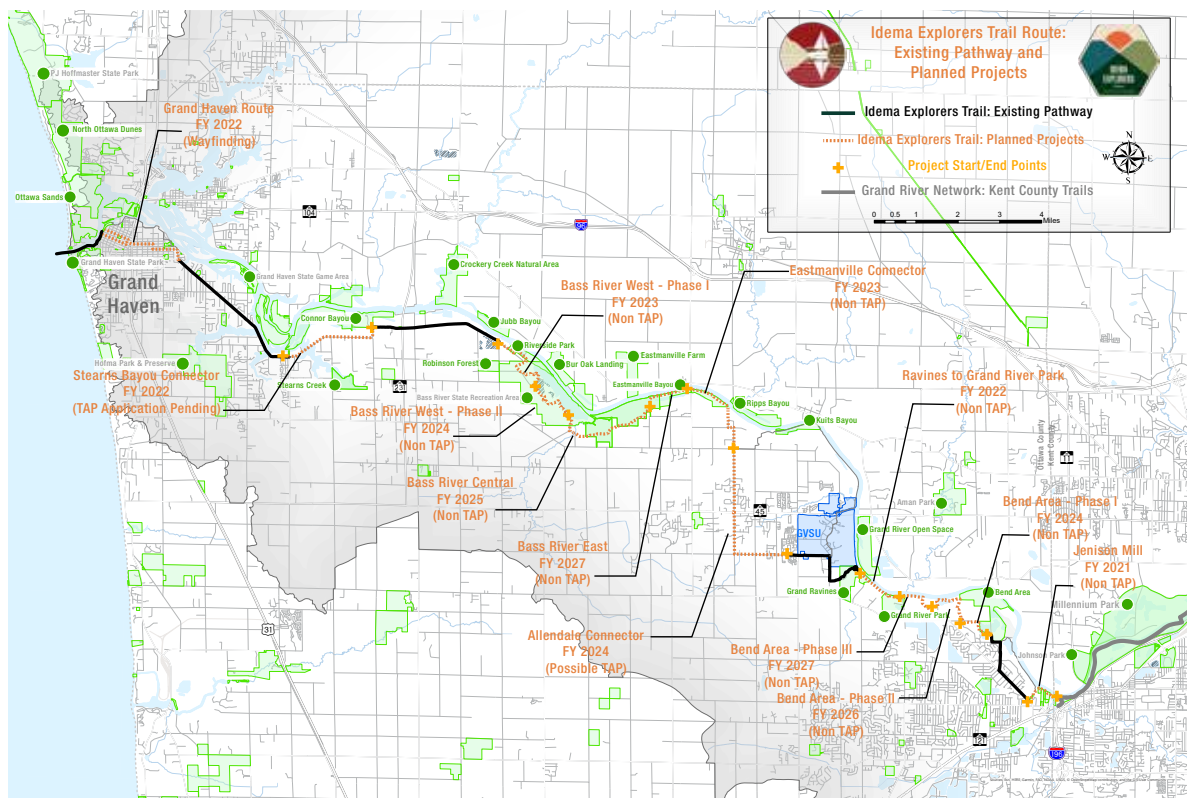 Idema Explorers Trail Route:
Existing Pathway and
Planned Projects
Idema Explorers Trail: Existing Pathway
Idema Explorers Trail: Planned Projects
Project Start/End Points
Grand River Network: Kent County Trails
N
W
E
S
0 0.5 1 2 3 4
Miles
PJ Hoffmaster State Park
Grand Haven Route
FY 2022
(Wayfinding)
North Ottawa Dunes
Ottawa Sands
104
96
Grand Haven State Park
Grand
Haven
Grand Haven State Game Area
Crockery Creek Natural Area
Eastmanville Connector
FY 2023
(Non TAP)
Bass River West - Phase I
FY 2023
(Non TAP)
Connor Bayou
Jubb Bayou
Riverside Park
Hofma Park & Preserve
Robinson Forest
Bur Oak Landing
Eastmanville Farm
Stearns Bayou Connector
FY 2022
(TAP Application Pending)
Stearns Creek
231
Bass River State Recreation Area
Eastmanville Bayou
Ravines to Grand River Park
FY 2022
(Non TAP)
Ripps Bayou
Kuits Bayou
Bass River West - Phase II
FY 2024
(Non TAP)
Ottawa County
Kent County
11
Bass River Central
FY 2025
(Non TAP)
45
Aman Park
Bend Area - Phase I
FY 2024
(Non TAP)
GVSU
Grand River Open Space
Bass River East
FY 2027
(Non TAP)
Jenison Mill
FY 2021
(Non TAP)
Grand Ravines
Bend Area
Millennium Park
Grand River Park
31
Allendale Connector
FY 2024
(Possible TAP)
Bend Area - Phase III
FY 2027
(Non TAP)
Johnson Park
Bend Area - Phase II
FY 2026
(Non TAP)
121
196